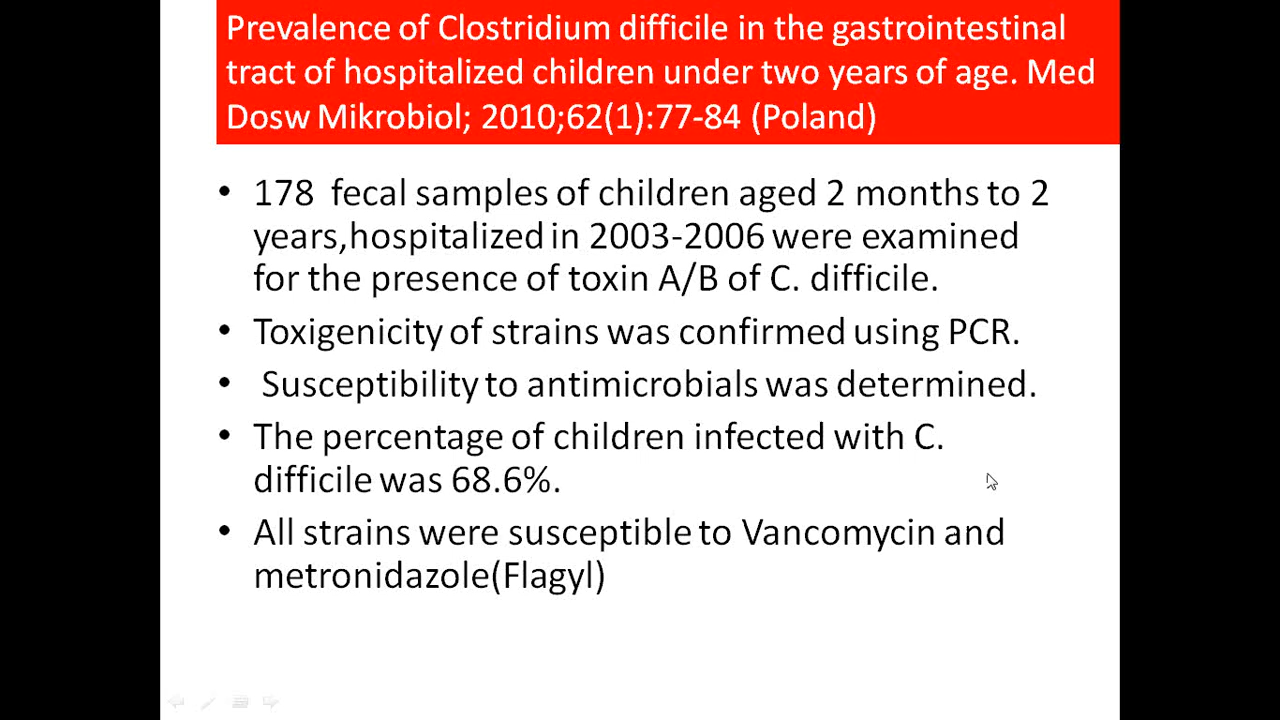 Prevalence of Clostridium difficile in the gastrointestinal
tract of hospitalized children under two years of age. Med
Dosw Mikrobiol; 2010;62(1):77-84 (Poland)
• 178 fecal samples of children aged 2 months to 2
years,hospitalized in 2003-2006 were examined
for the presence of toxin A/B of C. difficile.
• Toxigenicity of strains was confirmed using PCR.
• Susceptibility to antimicrobials was determined.
• The percentage of children infected with C.
difficile was 68.6%.
• All strains were susceptible to Vancomycin and
metronidazole(Flagyl)